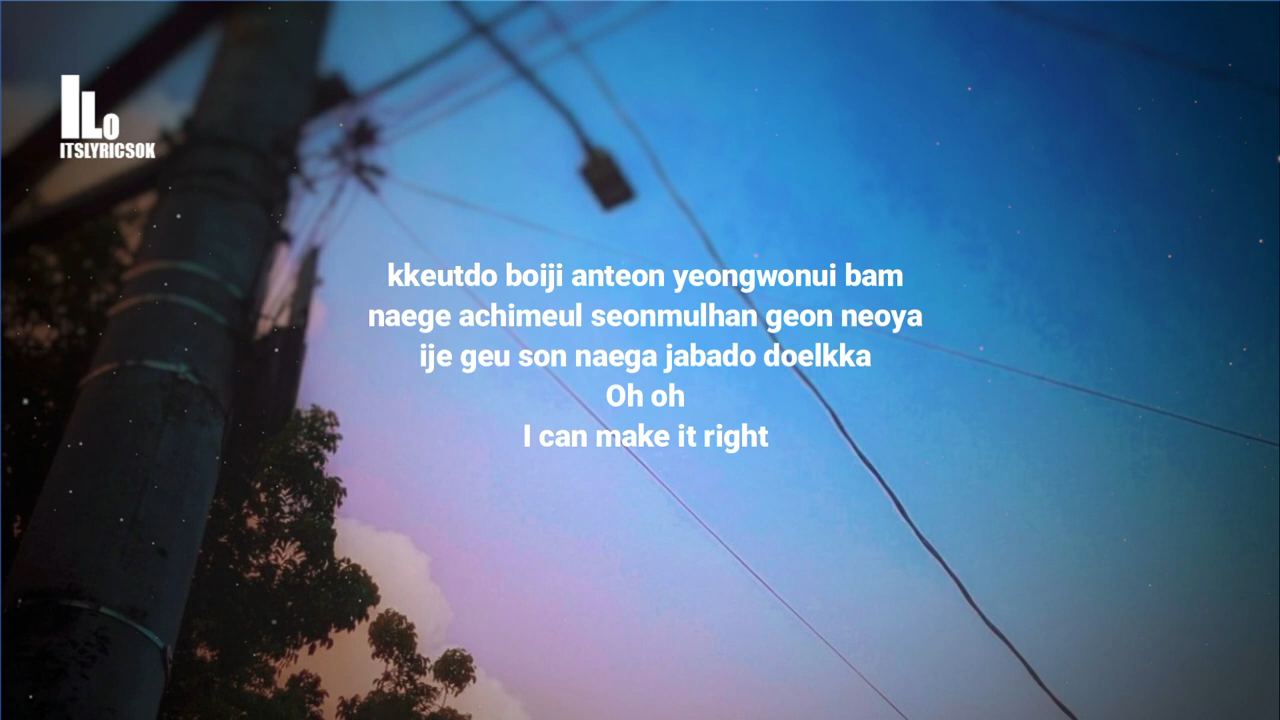 ILO
ITSLYRICSOK
kkeutdo boiji anteon yeongwonui bam
naege achimeul seonmulhan geon neoya
ije geu son naega jabado doelkka
Oh oh
I can make it right